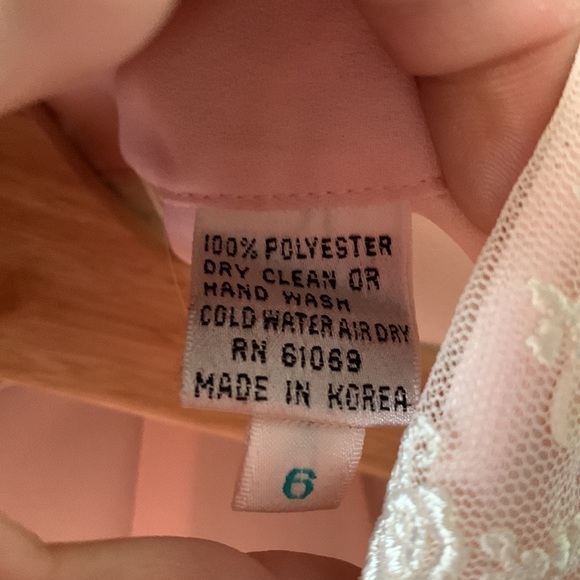 100% POLYESTER
DRY CLEAN OR
HAND WASH
COLD WATER AIR DRY
RN 61069
MADE IN KOREA
6